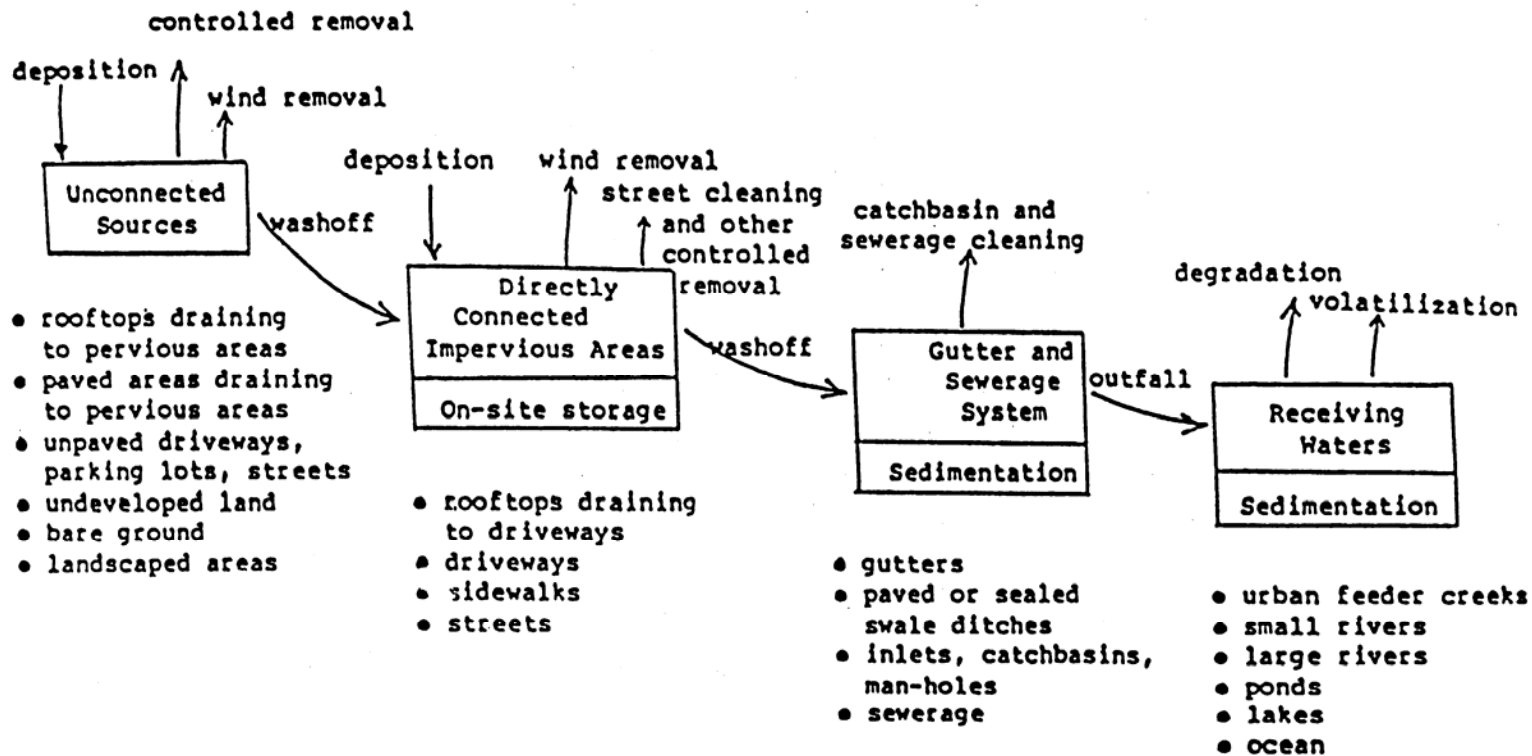 controlled removal
deposition
wind removal
Unconnected
Sources
washoff
• rooftops draining
to pervious areas
• paved areas draining
to pervious areas
• unpaved driveways,
parking lots, streets
• undeveloped land
• bare ground
• landscaped areas
deposition
wind removal
street cleaning
and other
controlled
removal
Directly
Connected
Impervious Areas
On-site storage
washoff
• rooftops draining
to driveways
• driveways
• sidewalks
• streets
catchbasin and
sewerage cleaning
Gutter and
Sewerage
System
Sedimentation
outfall
• gutters
• paved or sealed
swale ditches
• inlets, catchbasins,
man-holes
• sewerage
degradation
volatilization
Receiving
Waters
Sedimentation
• urban feeder creeks
• small rivers
• large rivers
• ponds
• lakes
• ocean